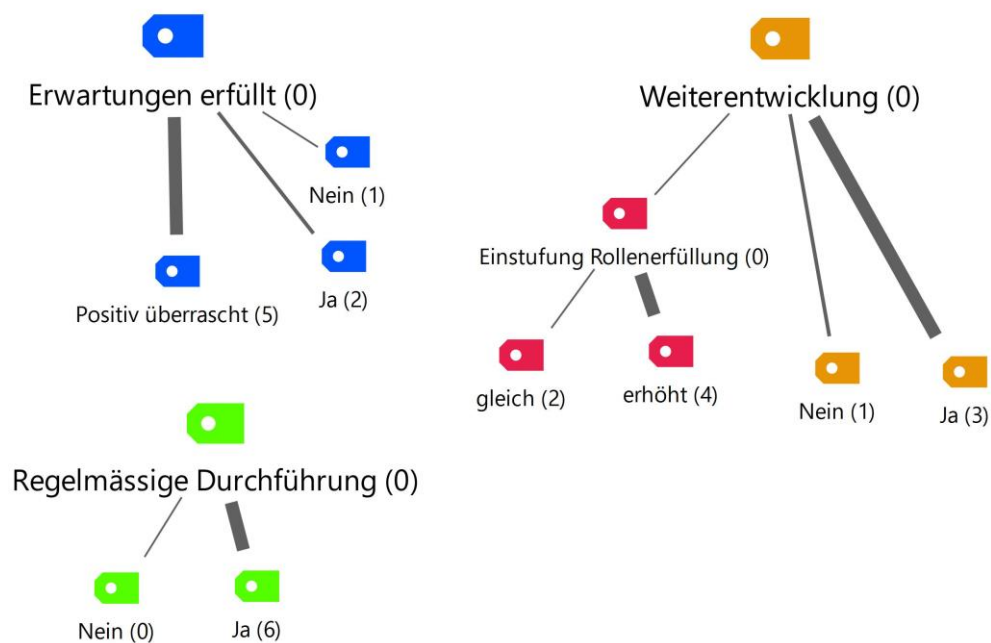 Erwartungen erfüllt (0)
Nein (1)
Positiv überrascht (5)
Ja (2)
Weiterentwicklung (0)
Einstufung Rollenerfüllung (0)
gleich (2)
erhöht (4)
Nein (1)
Ja (3)
Regelmässige Durchführung (0)
Nein (0)
Ja (6)